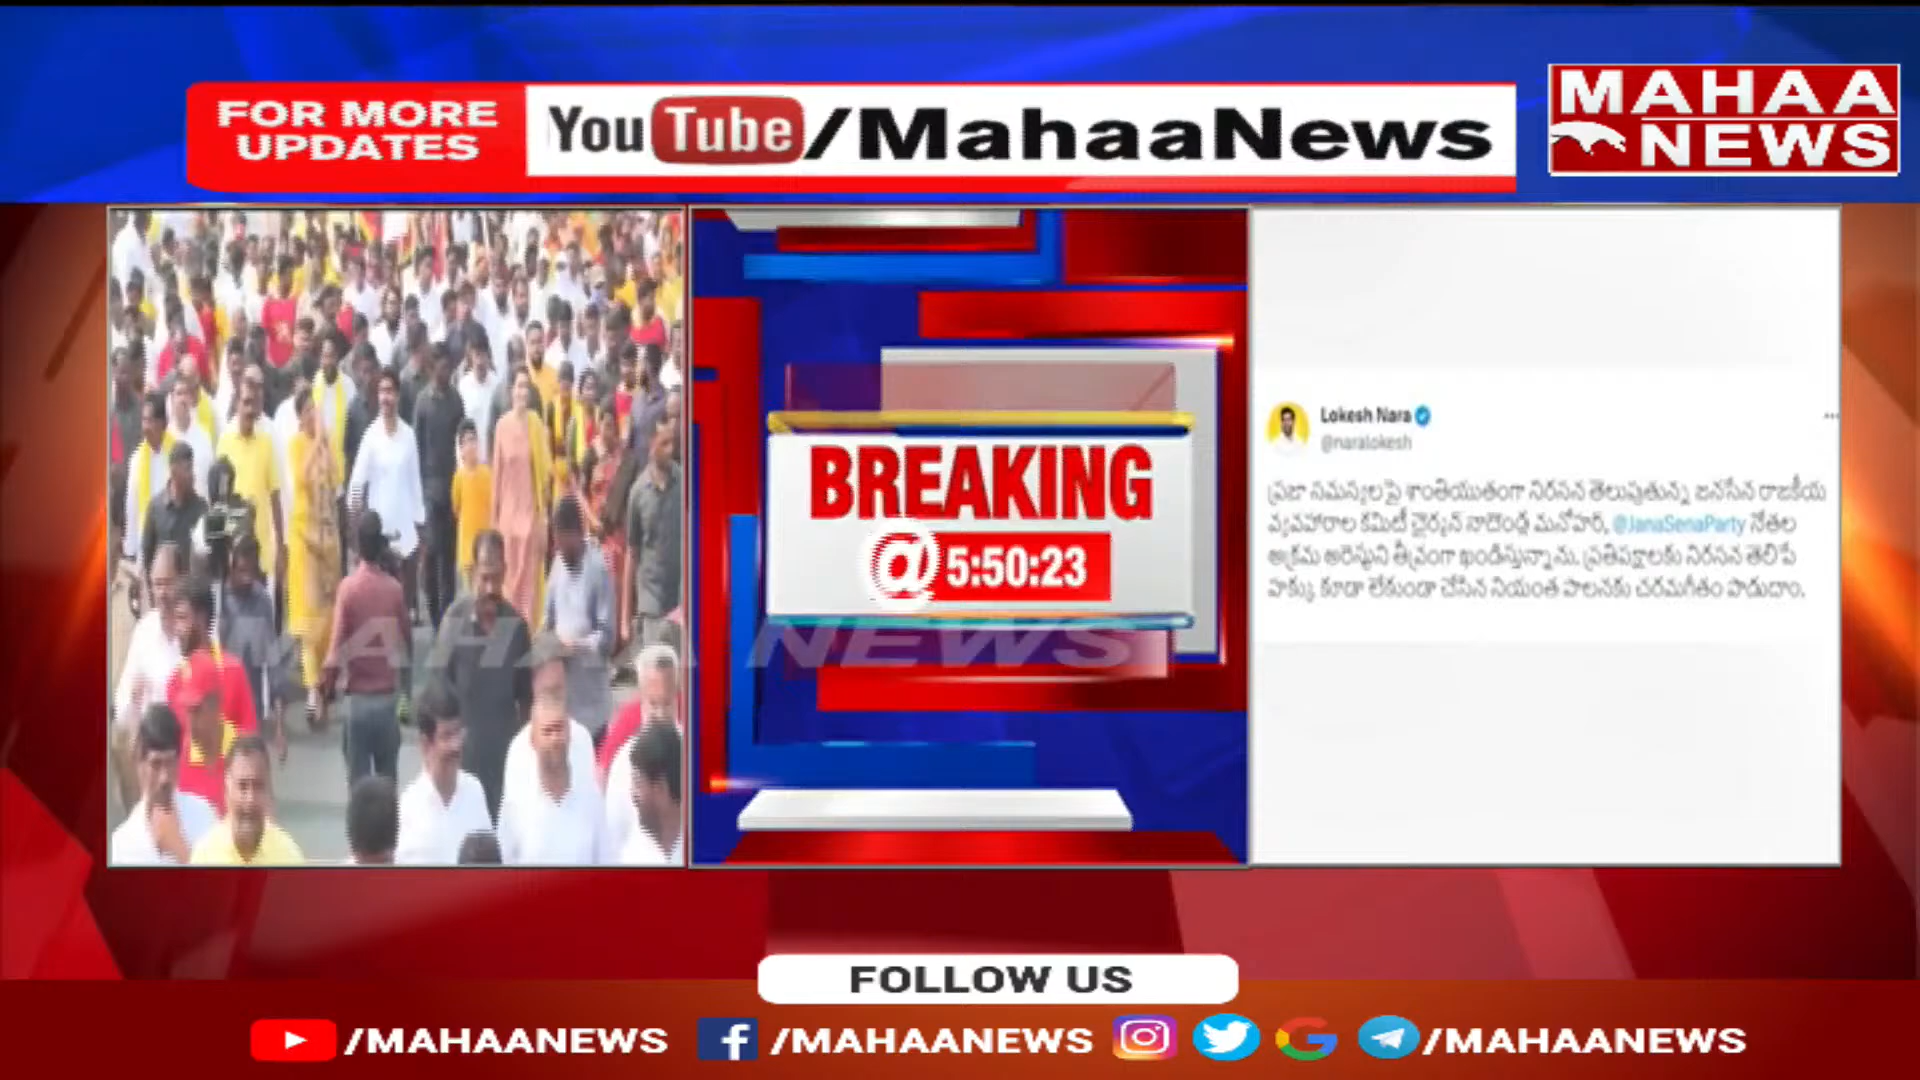 FOR MORE
UPDATES
YouTube/MahaaNews
MAHAA
NEWS
BREAKING
@ 5:50:23
Lokesh Nara
@naralokesh
ప్రజా సమస్యలపై శాంతియుతంగా నిరసన తెలుపుతున్న జనసేన రాజకీయ
వ్యవహారాల కమిటీ ఛైర్మన్ నాదెండ్ల మనోహర్, @JanaSenaParty నేతల
అక్రమ అరెస్టుని తీవ్రంగా ఖండిస్తున్నాను. ప్రతిపక్షాలకు నిరసన తెలిపే
హక్కు కూడా లేకుండా చేసిన నియంత పాలనకు చరమగీతం పాడుదాం.
MAHAA NEWS
FOLLOW US
/MAHAANEWS /MAHAANEWS /MAHAANEWS